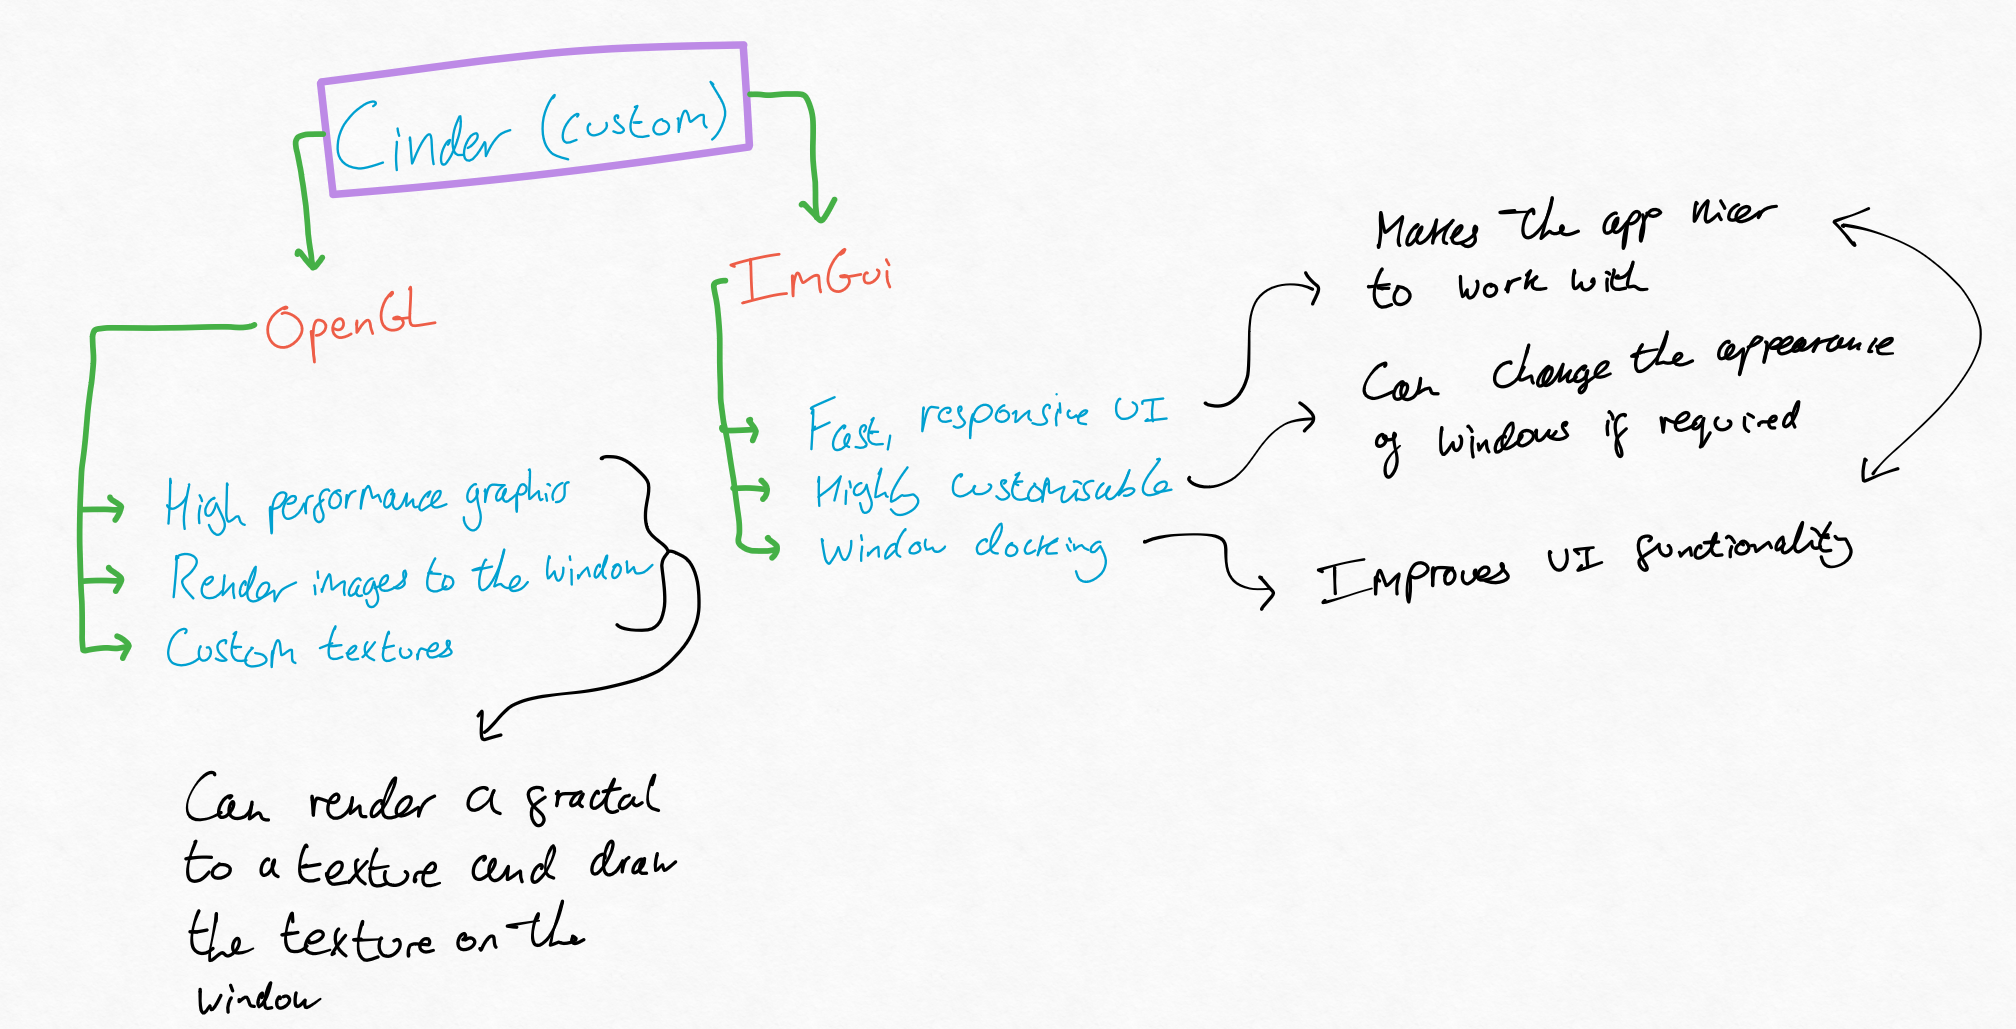 Cinder (custom)
OpenGL
High performance graphics
Render images to the window
Custom textures
Can render a fractal
to a texture and draw
the texture on the
window
ImGui
Fast, responsive UI
Highly customisable
Window docking
Makes the app nicer
to work with
Can change the appearance
of windows if required
Improves UI functionality